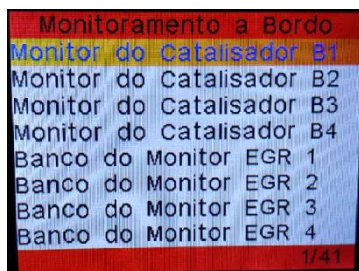 Monitoramento a Bordo
Monitor do Catalisador B1
Monitor do Catalisador B2
Monitor do Catalisador B3
Monitor do Catalisador B4
Banco do Monitor EGR 1
Banco do Monitor EGR 2
Banco do Monitor EGR 3
Banco do Monitor EGR 4
1/41